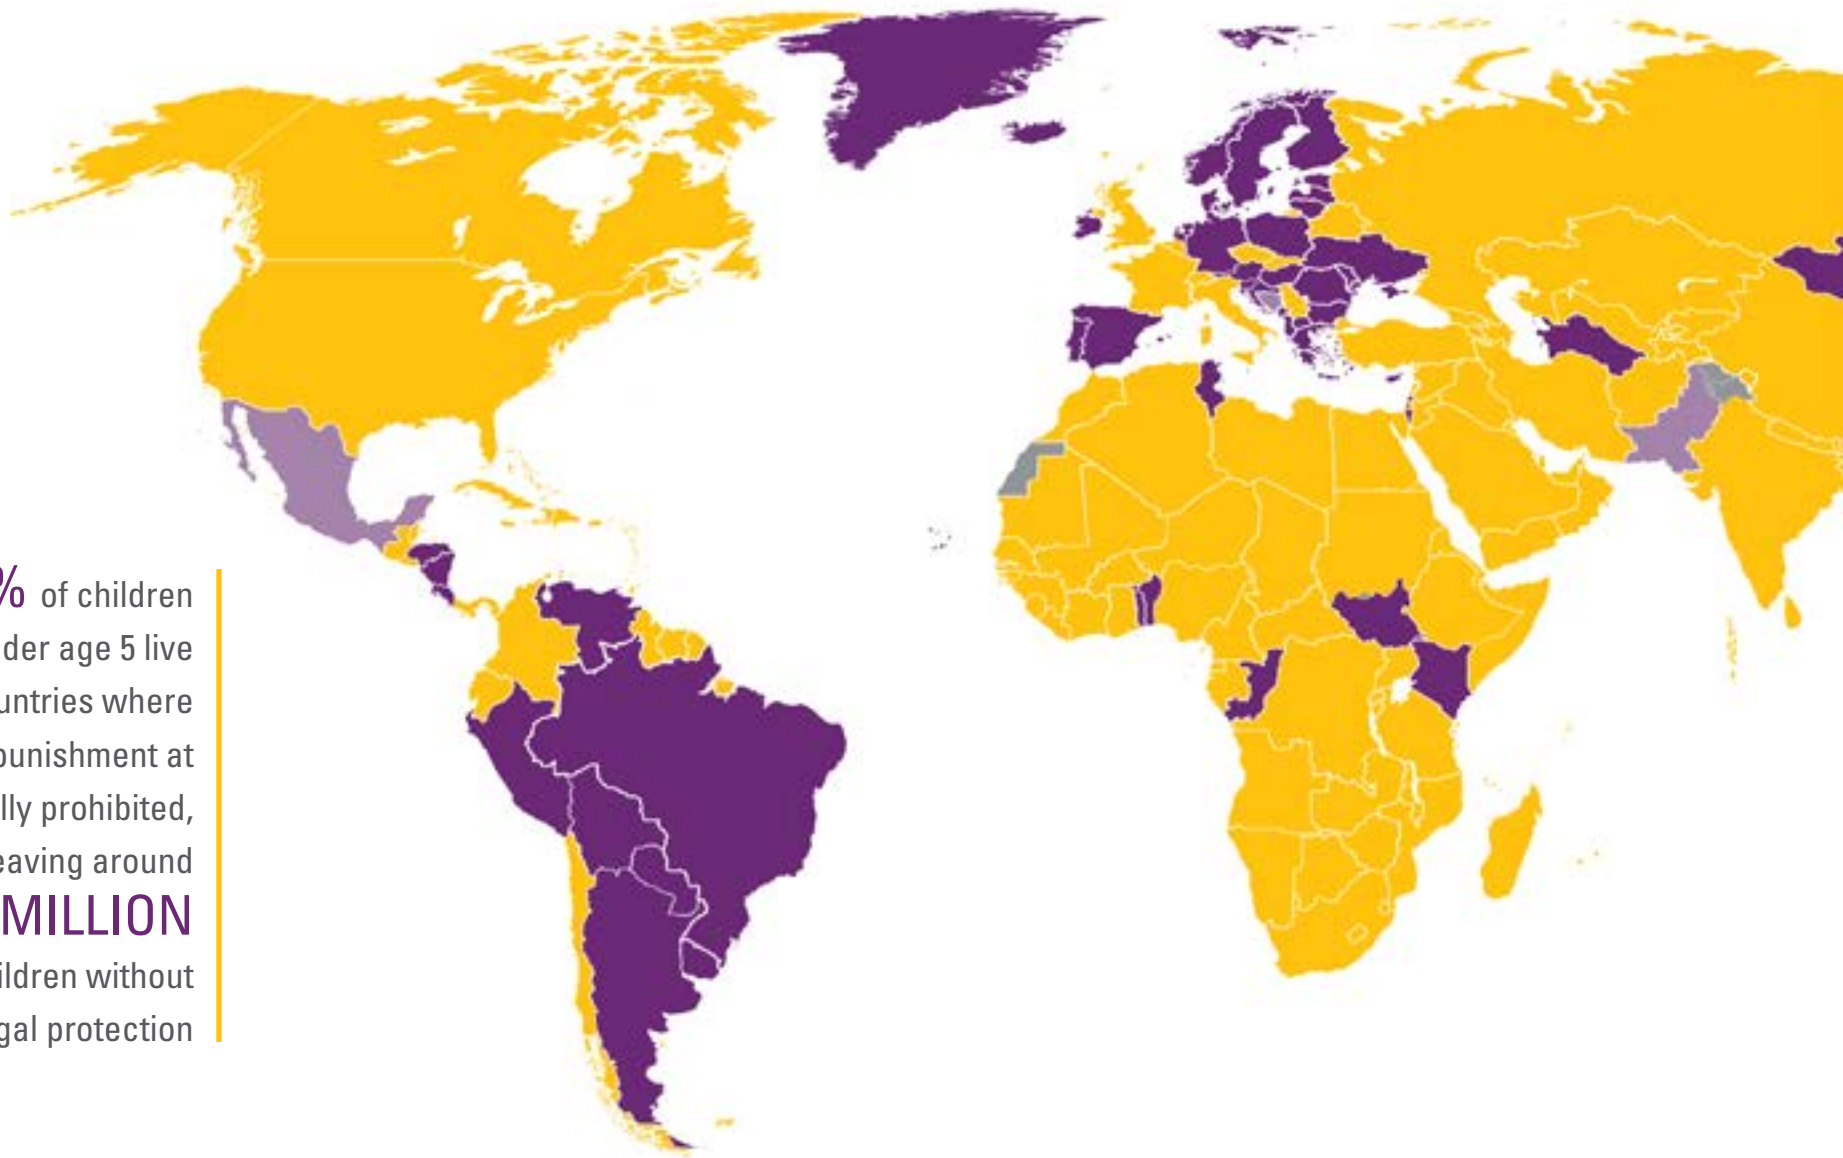 % of children
der age 5 live
untries where
punishment at
lly prohibited,
eaving around
MILLION
ildren without
gal protection